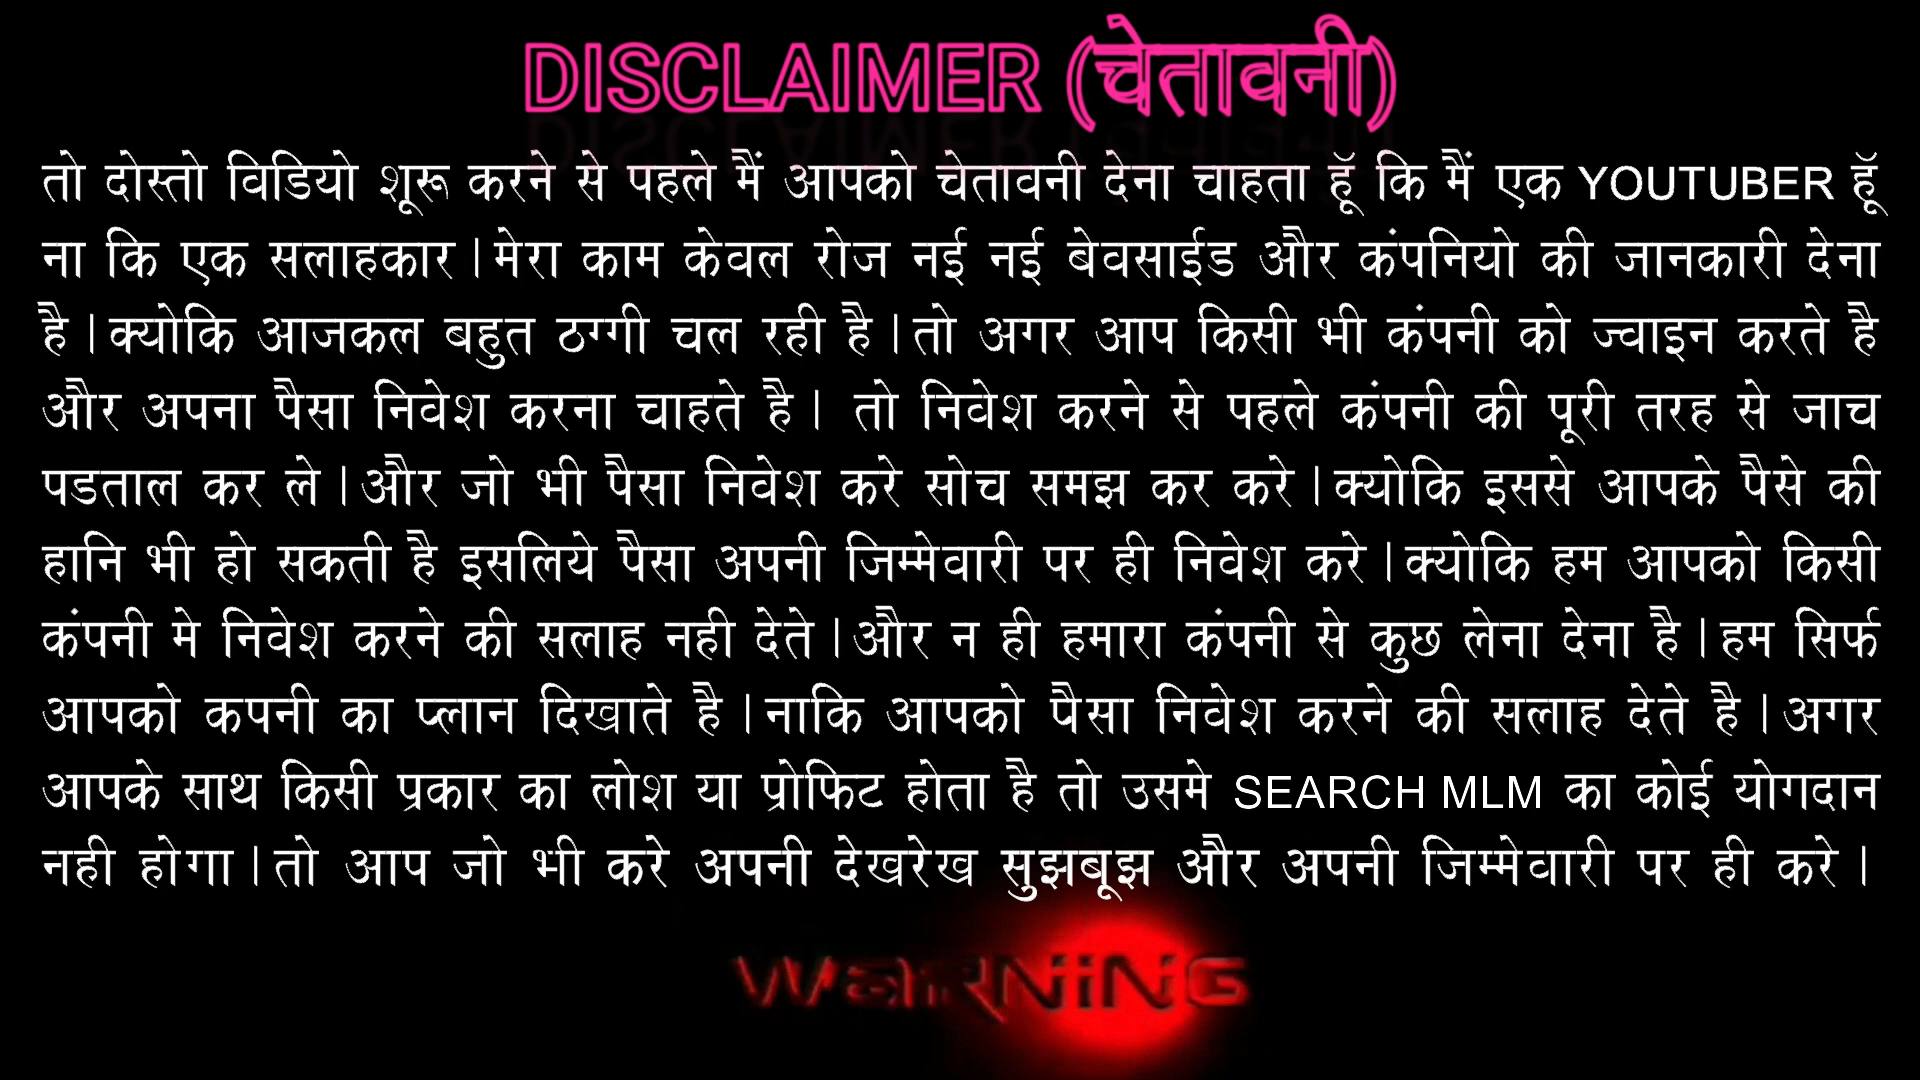 DISCLAIMER (चेतावनी)
तो दोस्तो विडियो शूरू करने से पहले मैं आपको चेतावनी देना चाहता हूॅ कि मैं एक YOUTUBER हूॅ
ना कि एक सलाहकार।मेरा काम केवल रोज नई नई बेवसाईड और कंपनियो की जानकारी देना
है।क्योकि आजकल बहुत ठग्गी चल रही है।तो अगर आप किसी भी कंपनी को ज्वाइन करते है
और अपना पैसा निवेश करना चाहते है। तो निवेश करने से पहले कंपनी की पूरी तरह से जाच
पडताल कर ले।और जो भी पैसा निवेश करे सोच समझ कर करे।क्योकि इससे आपके पैसे की
हानि भी हो सकती है इसलिये पैसा अपनी जिम्मेवारी पर ही निवेश करे।क्योकि हम आपको किसी
कंपनी मे निवेश करने की सलाह नही देते।और न ही हमारा कंपनी से कुछ लेना देना है।हम सिर्फ
आपको कपनी का प्लान दिखाते है।नाकि आपको पैसा निवेश करने की सलाह देते है।अगर
आपके साथ किसी प्रकार का लोश या प्रोफिट होता है तो उसमे SEARCH MLM का कोई योगदान
नही होगा।तो आप जो भी करे अपनी देखरेख सुझबूझ और अपनी जिम्मेवारी पर ही करे।
WARNiNG